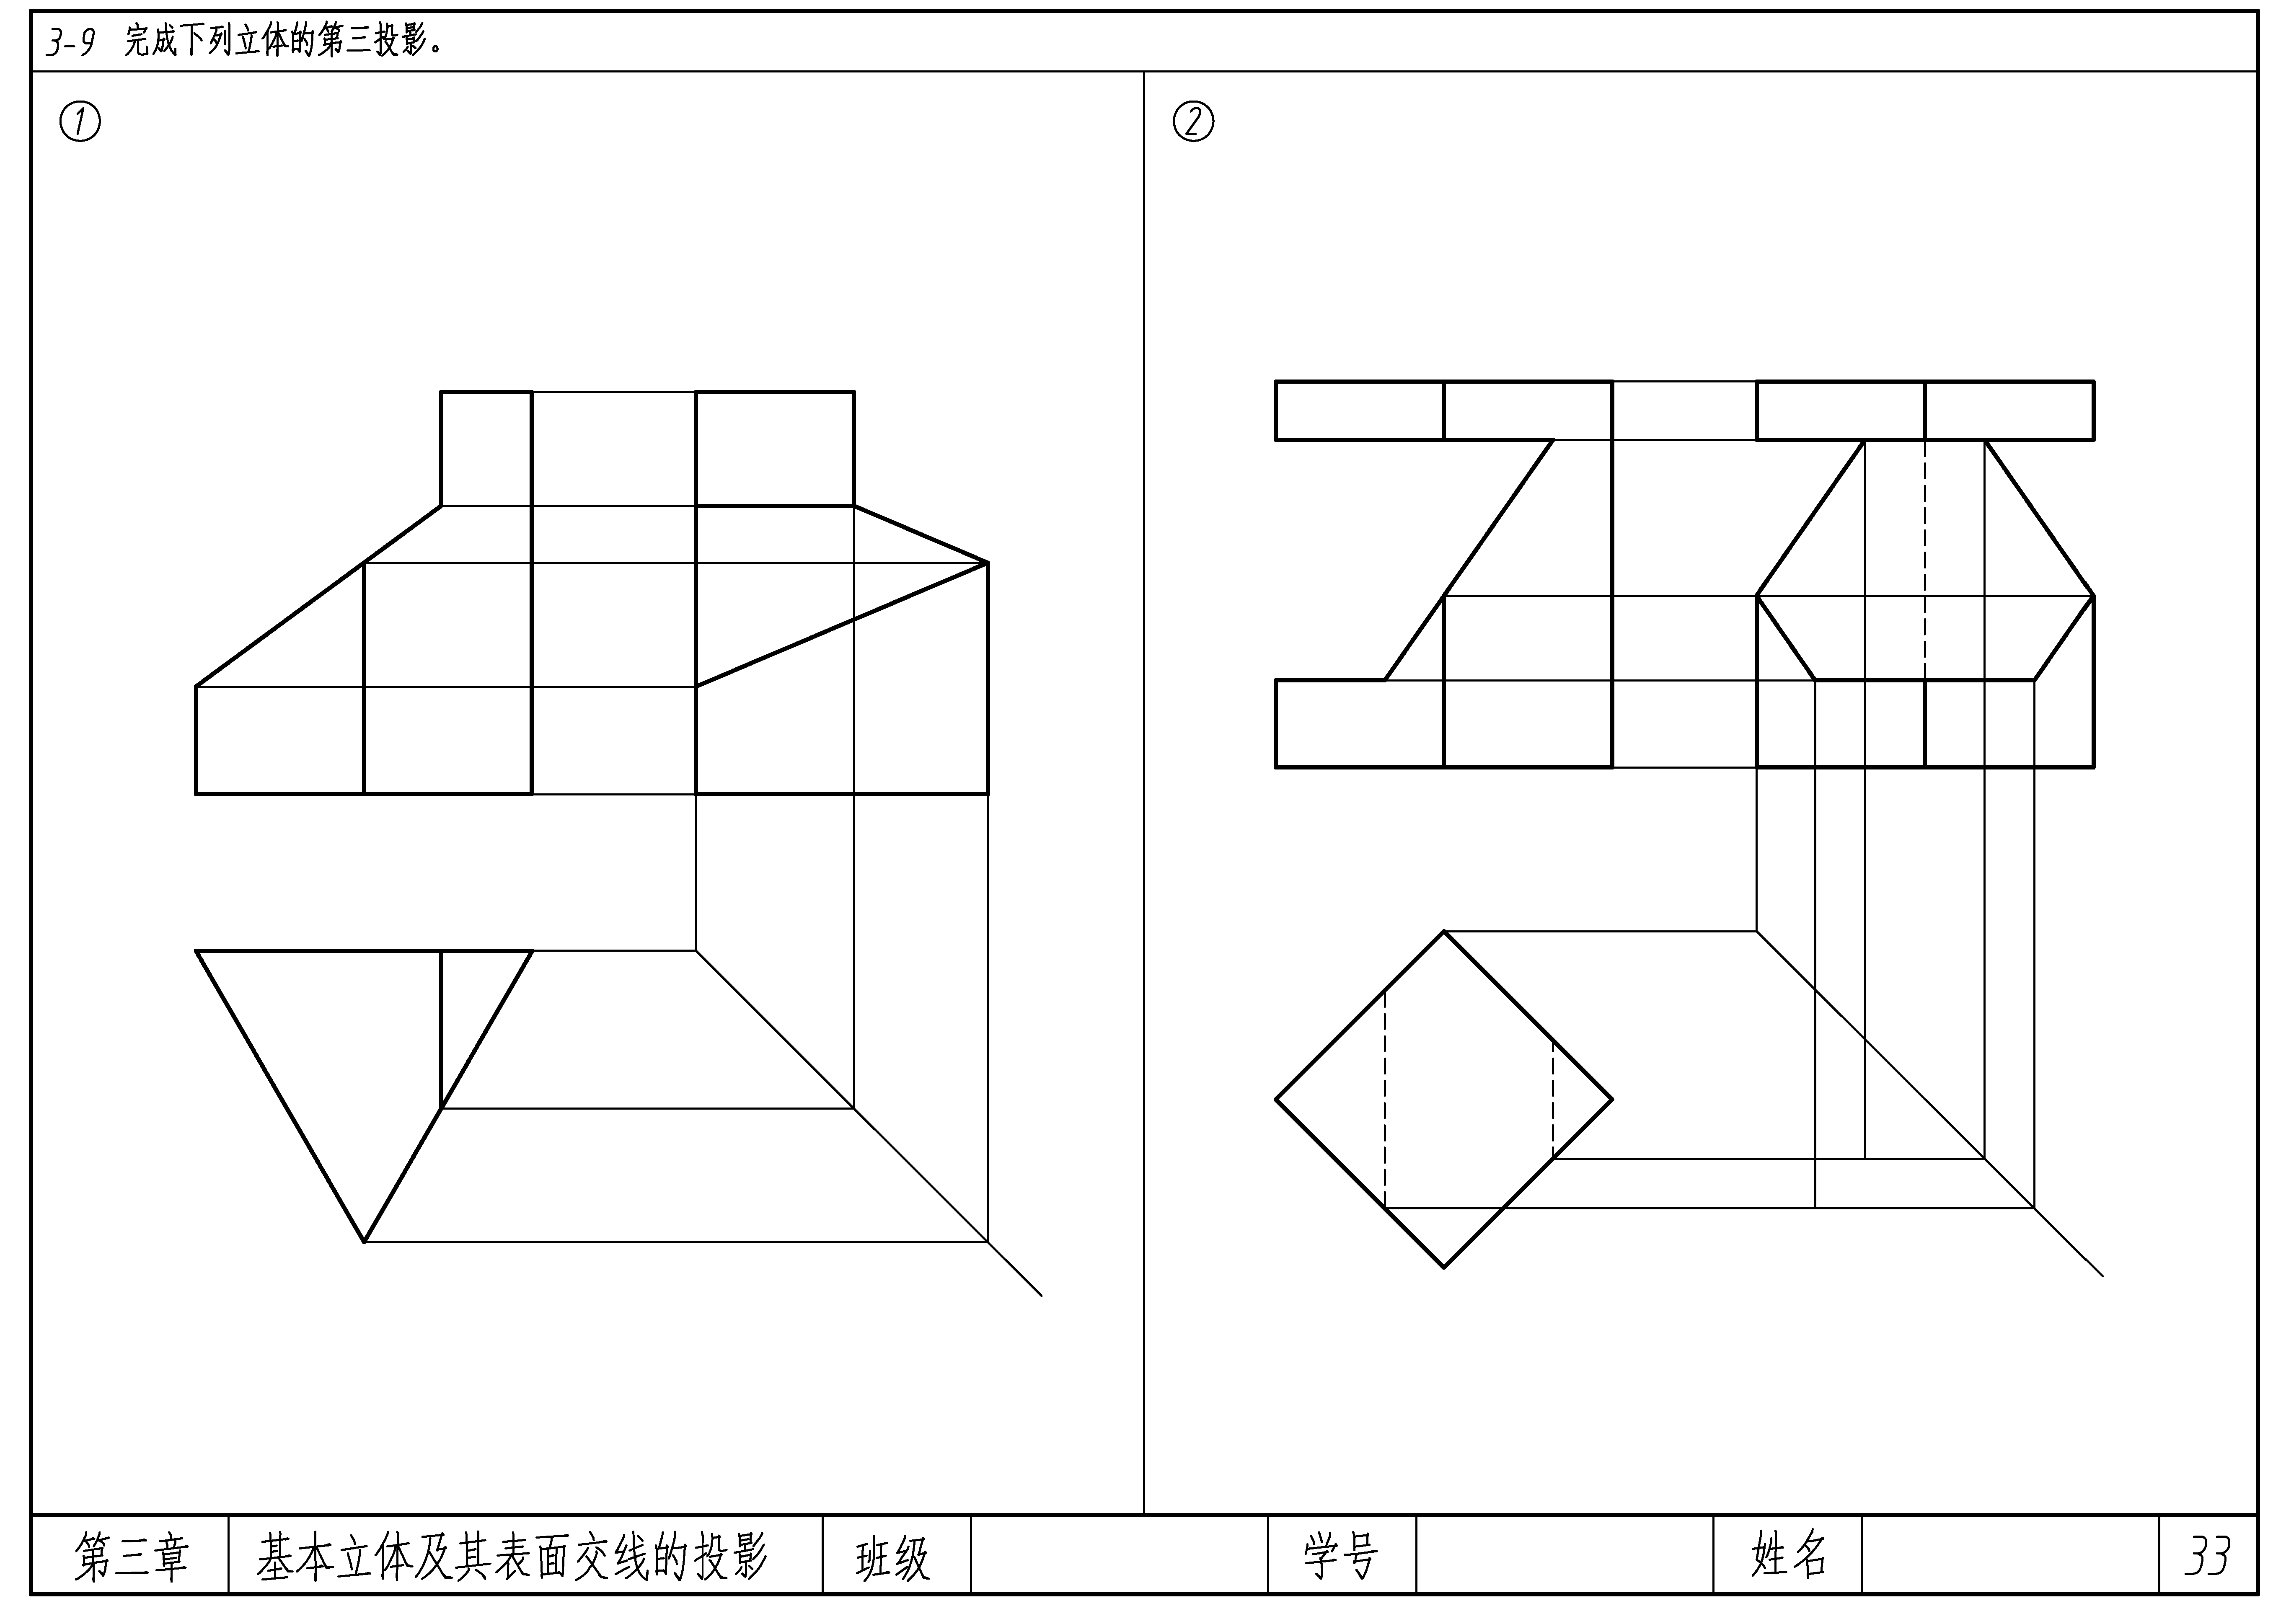 3-9 完成下列立体的第三投影。
①
②
第三章 基本立体及其表面交线的投影 班级 学号 姓名 33